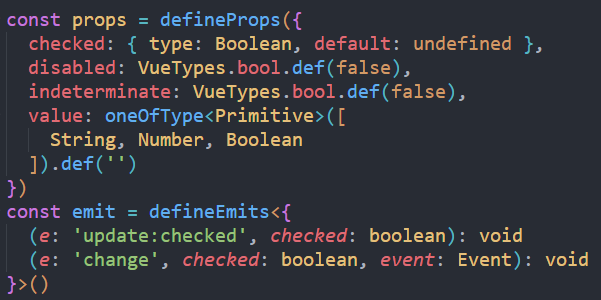 const props = defineProps({
  checked: { type: Boolean, default: undefined },
  disabled: VueTypes.bool.def(false),
  indeterminate: VueTypes.bool.def(false),
  value: oneOfType<Primitive>([
    String, Number, Boolean
  ]).def('')
})
const emit = defineEmits<{
  (e: 'update:checked', checked: boolean): void
  (e: 'change', checked: boolean, event: Event): void
}>()